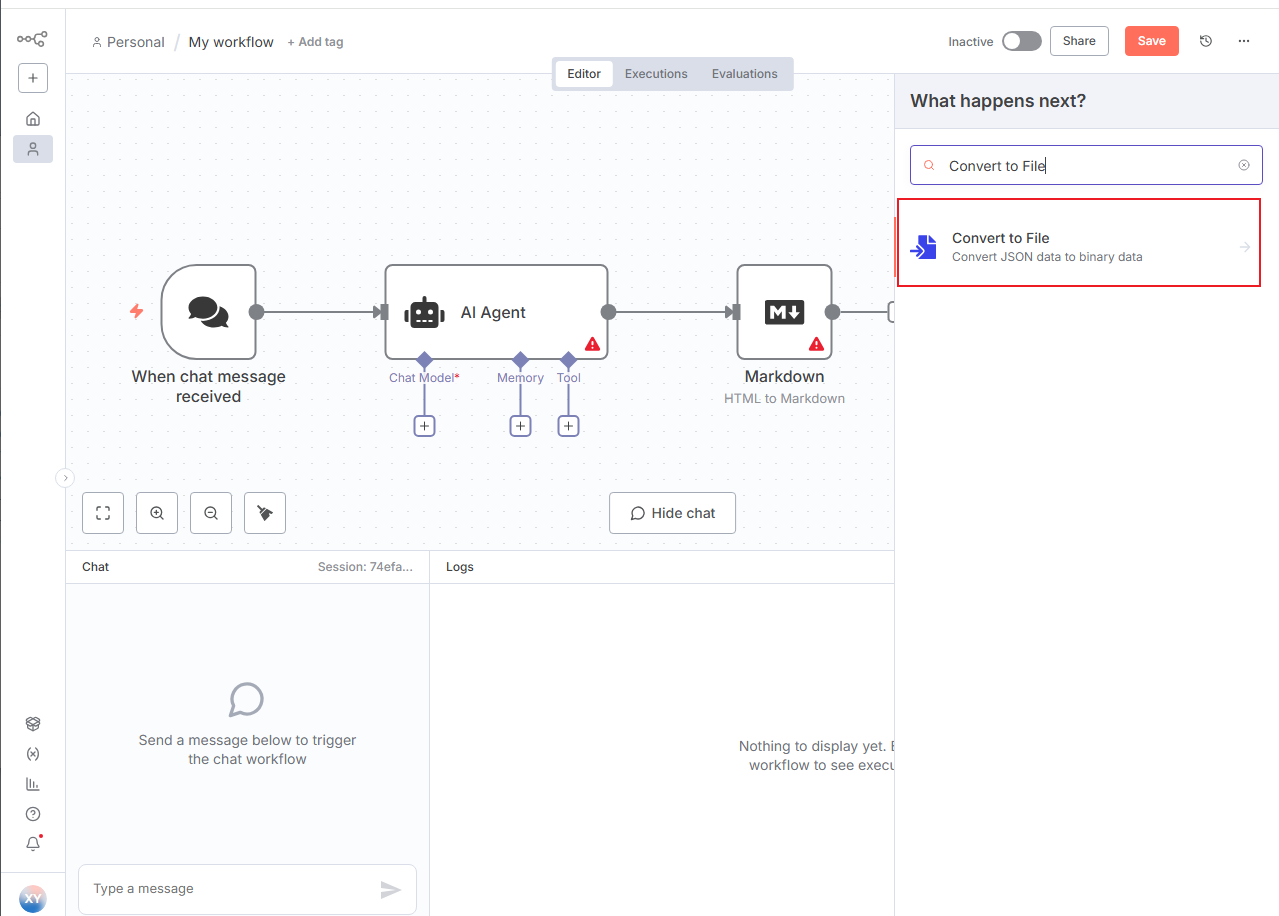 Personal / My workflow + Add tag
Inactive Share Save
Editor Executions Evaluations
What happens next?
Convert to File
Convert to File
Convert JSON data to binary data
AI Agent
Chat Model* Memory Tool
When chat message
received
Markdown
HTML to Markdown
Hide chat
Chat Session: 74efa... Logs
Send a message below to trigger
the chat workflow
Nothing to display yet.
workflow to see
Type a message
XY